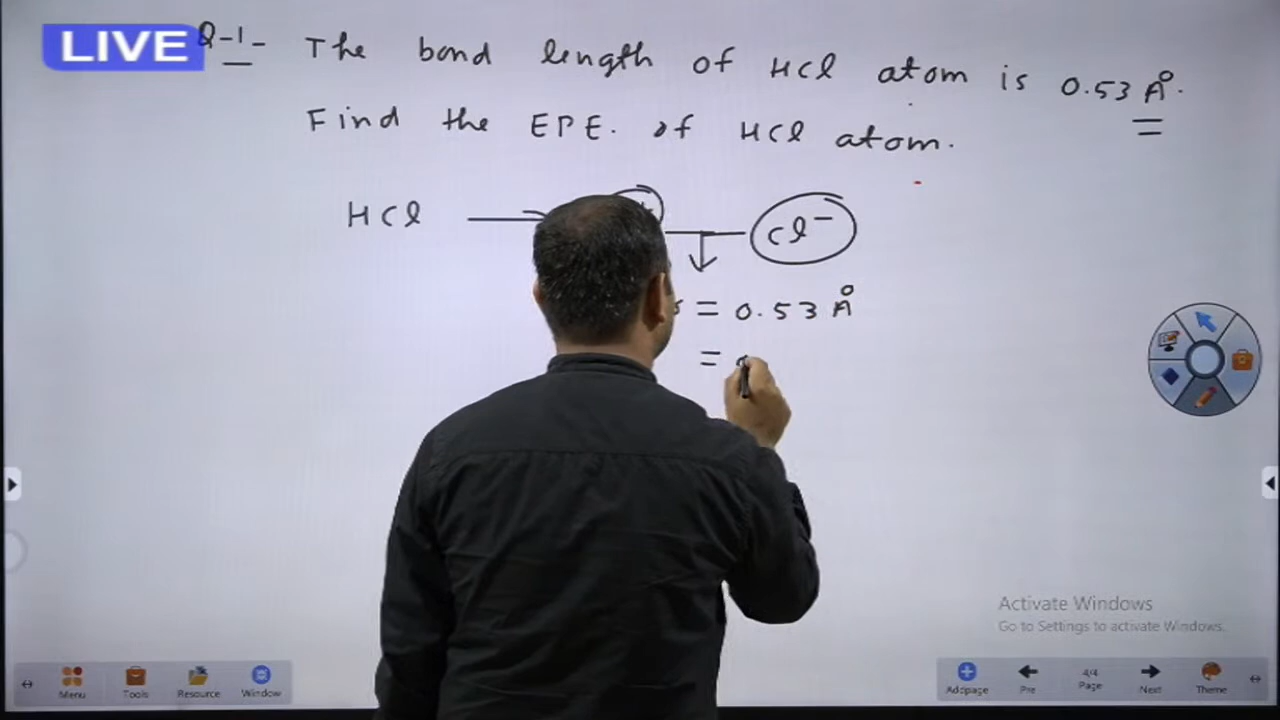 LIVE
Q-1- The bond length of HCl atom is 0.53 A°.
Find the EPE. of HCl atom.
HCl Cl⁻
= 0.53 A°
=
Activate Windows
Go to Settings to activate Windows.
Menu Tools Resource Window
Addpage Pre 4/4 Page Next Theme